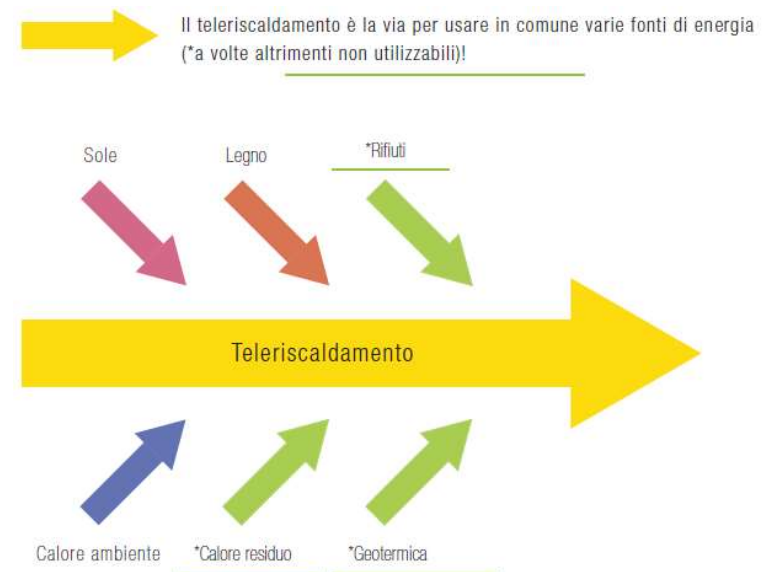 Il teleriscaldamento è la via per usare in comune varie fonti di energia
(*a volte altrimenti non utilizzabili)!
Sole
Legno
*Rifiuti
Teleriscaldamento
Calore ambiente
*Calore residuo
*Geotermica